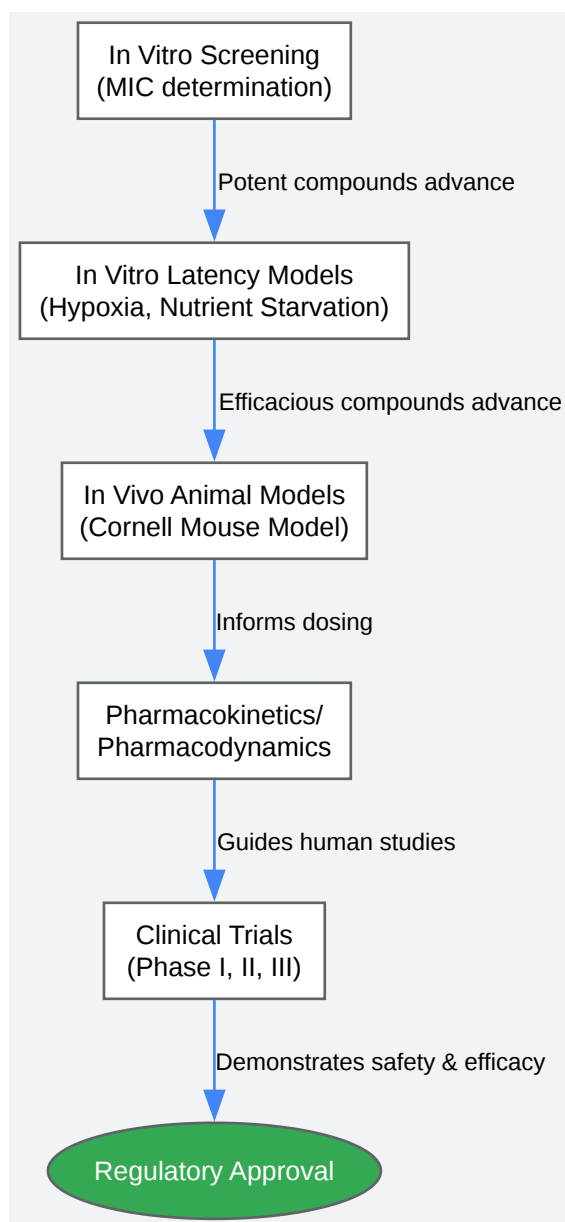 In Vitro Screening
(MIC determination)
Potent compounds advance
In Vitro Latency Models
(Hypoxia, Nutrient Starvation)
Efficacious compounds advance
In Vivo Animal Models
(Cornell Mouse Model)
Informs dosing
Pharmacokinetics/
Pharmacodynamics
Guides human studies
Clinical Trials
(Phase I, II, III)
Demonstrates safety & efficacy
Regulatory Approval